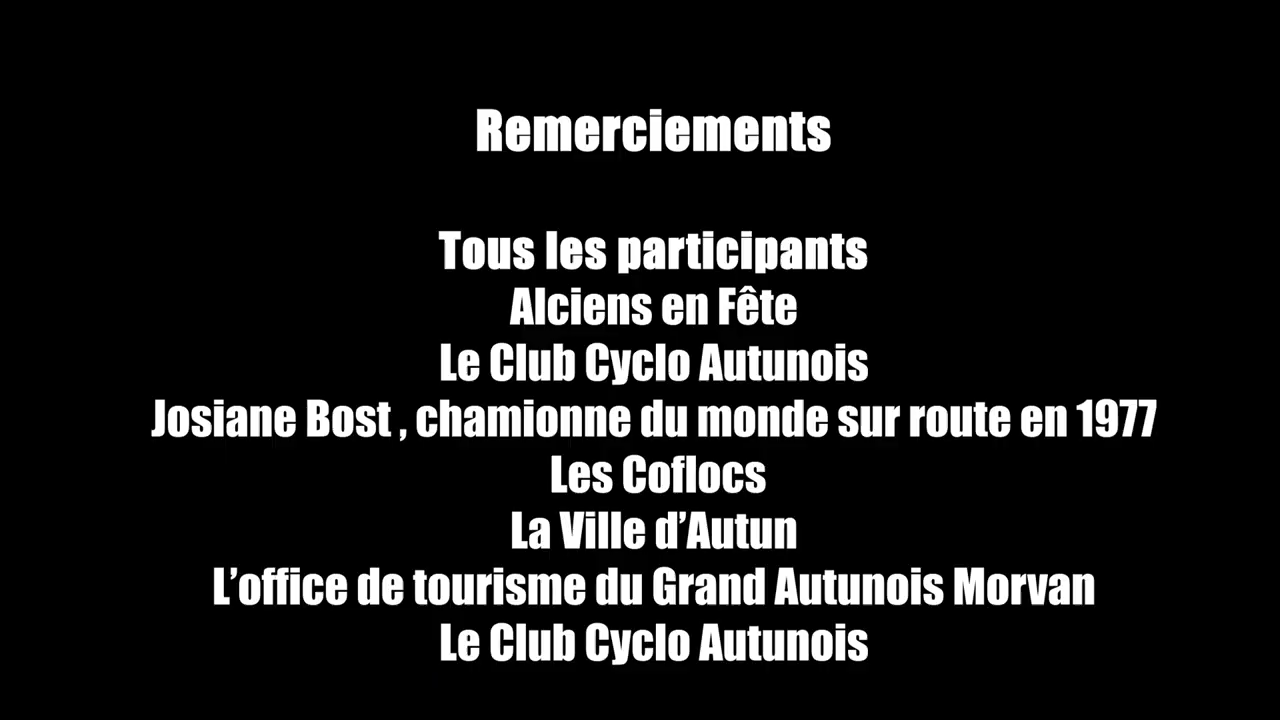 Remerciements
Tous les participants
Alciens en Fête
Le Club Cyclo Autunois
Josiane Bost , chamionne du monde sur route en 1977
Les Coflocs
La Ville d’Autun
L’office de tourisme du Grand Autunois Morvan
Le Club Cyclo Autunois